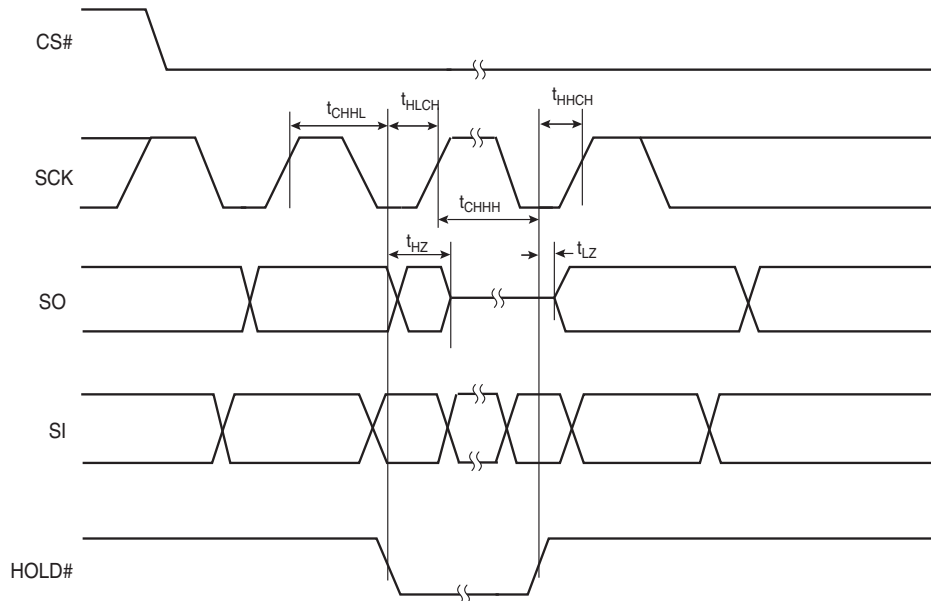 CS#
tCHHL
tHLCH
tHHCH
SCK
tCHHH
tHZ
tLZ
SO
SI
HOLD#